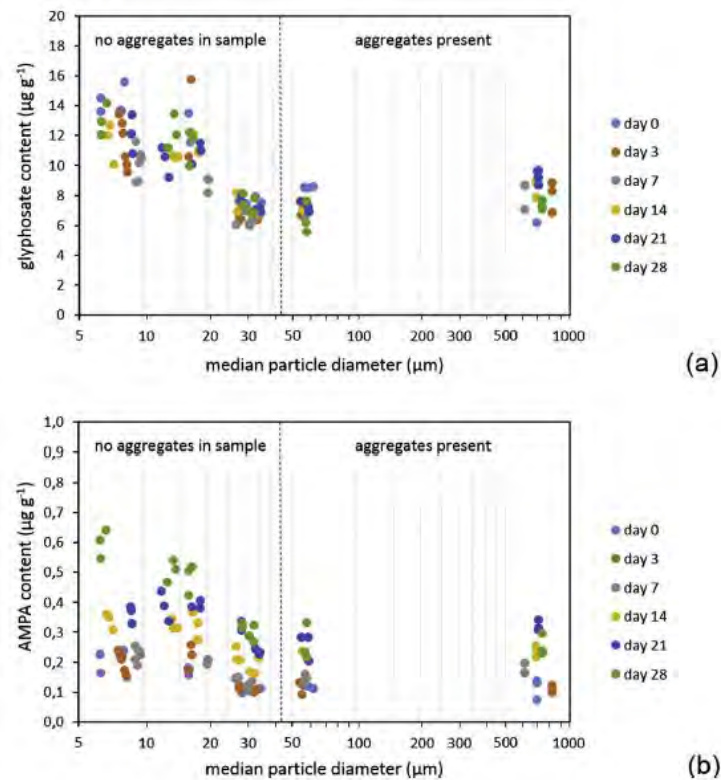 20
18
16
14
12
10
8
6
4
2
0
glyphosate content (µg g⁻¹)
no aggregates in sample
aggregates present
5 10 20 30 50 100 200 300 500 1000
median particle diameter (µm)
day 0
day 3
day 7
day 14
day 21
day 28
(a)
1,0
0,9
0,8
0,7
0,6
0,5
0,4
0,3
0,2
0,1
0,0
AMPA content (µg g⁻¹)
no aggregates in sample
aggregates present
5 10 20 30 50 100 200 300 500 1000
median particle diameter (µm)
day 0
day 3
day 7
day 14
day 21
day 28
(b)